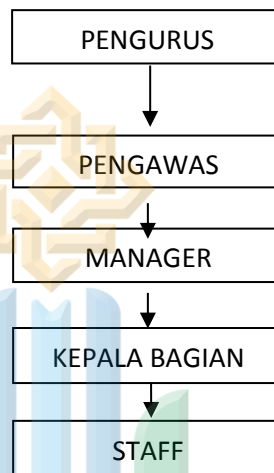 PENGURUS
PENGAWAS
MANAGER
KEPALA BAGIAN
STAFF